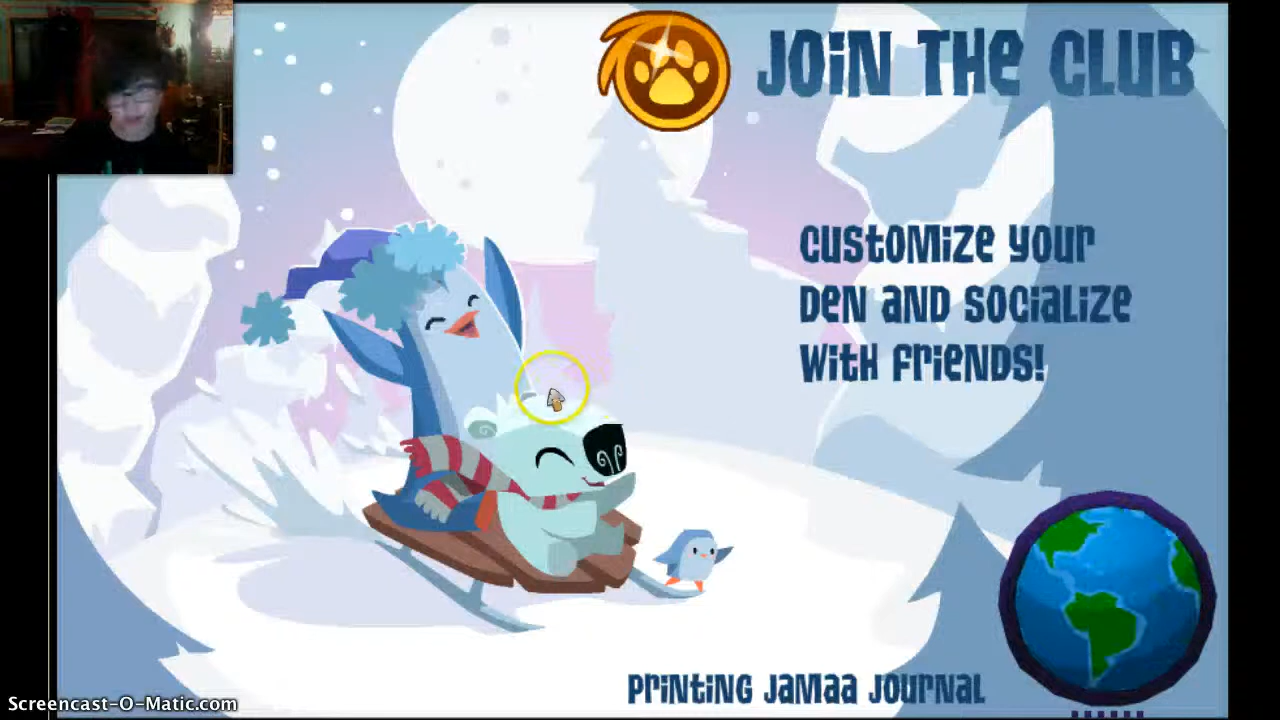 JOIN THE CLUB
CUSTOMIZE YOUR
DEN AND SOCIALIZE
WITH FRIENDS!
PRINTING JAMAA JOURNAL
Screencast-O-Matic.com